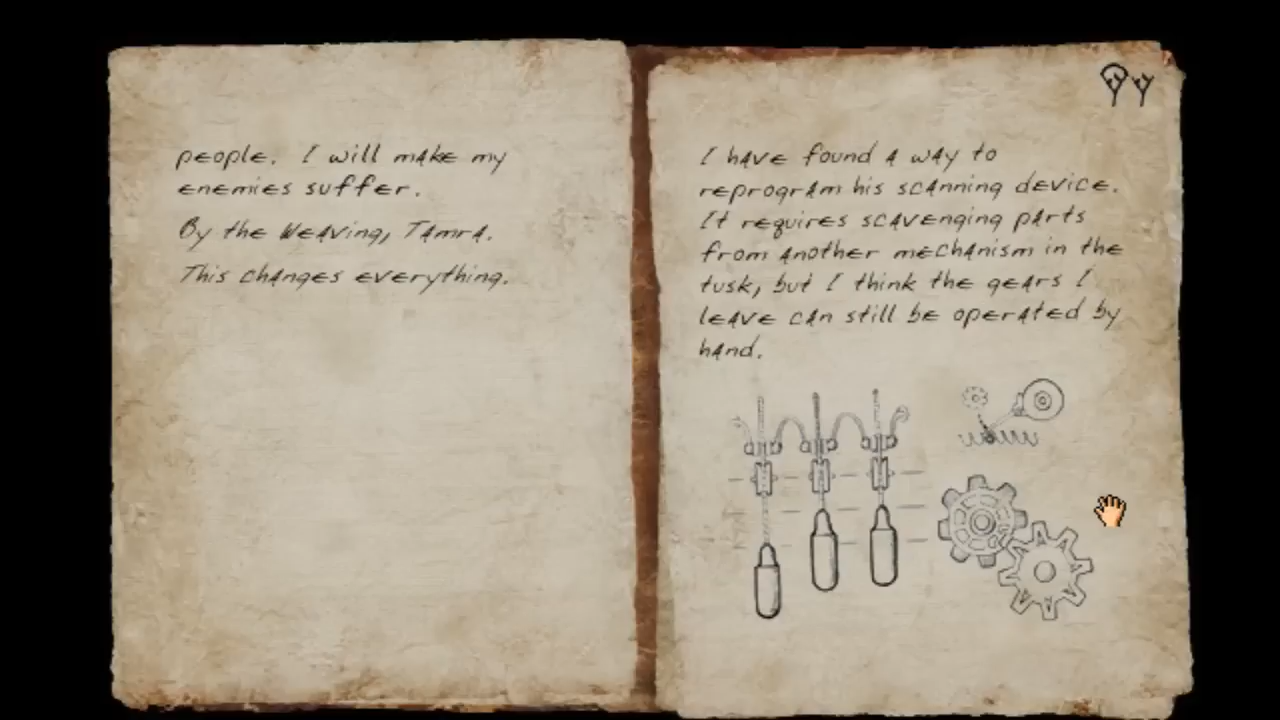 people. I will make my
enemies suffer.
By the Weaving, Tamra.
This changes everything.
I have found a way to
reprogram his scanning device.
It requires scavenging parts
from another mechanism in the
tusk, but I think the gears I
leave can still be operated by
hand.